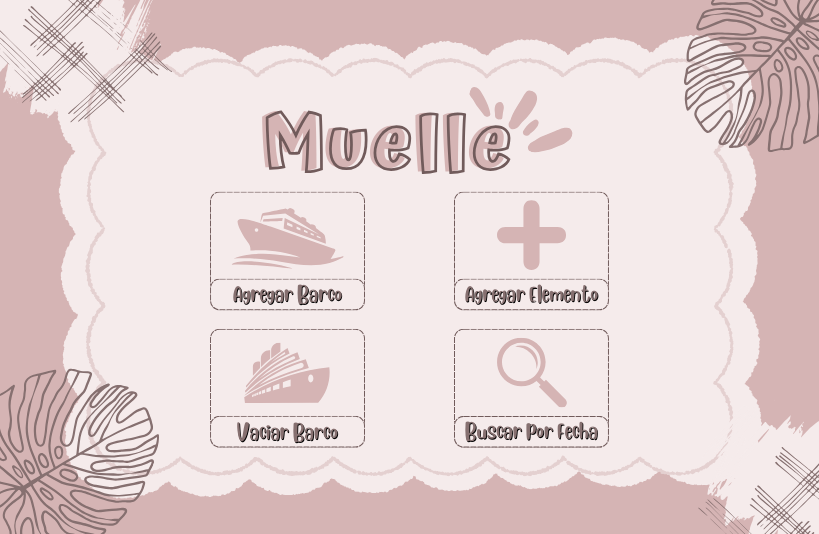 Muelle
Agregar Barco
Agregar Elemento
Vaciar Barco
Buscar Por Fecha